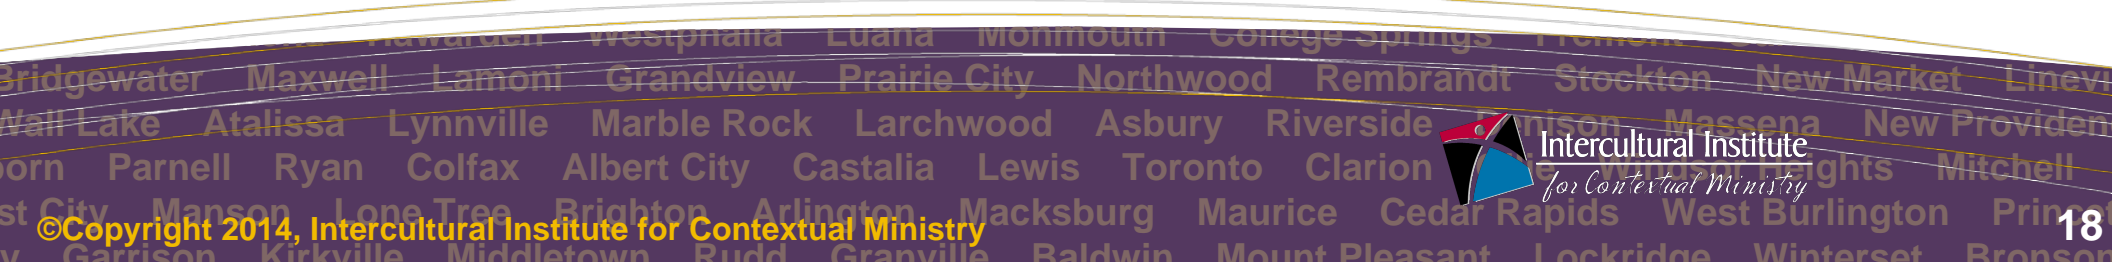 Hawarden Westphalia Luana Monmouth College Springs Fremont
Bridgewater Maxwell Lamoni Grandview Prairie City Northwood Rembrandt Stockton New Market
Wall Lake Atalissa Lynnville Marble Rock Larchwood Asbury Riverside Massena New Providen
Parnell Ryan Colfax Albert City Castalia Lewis Toronto Clarion Heights Mitchell
Intercultural Institute
for Contextual Ministry
City Manson Lone Tree Brighton Arlington Macksburg Maurice Cedar Rapids West Burlington
©Copyright 2014, Intercultural Institute for Contextual Ministry
18
Garrison Kirkville Middletown Rudd Granville Baldwin Mount Pleasant Lockridge Winterset Bronson